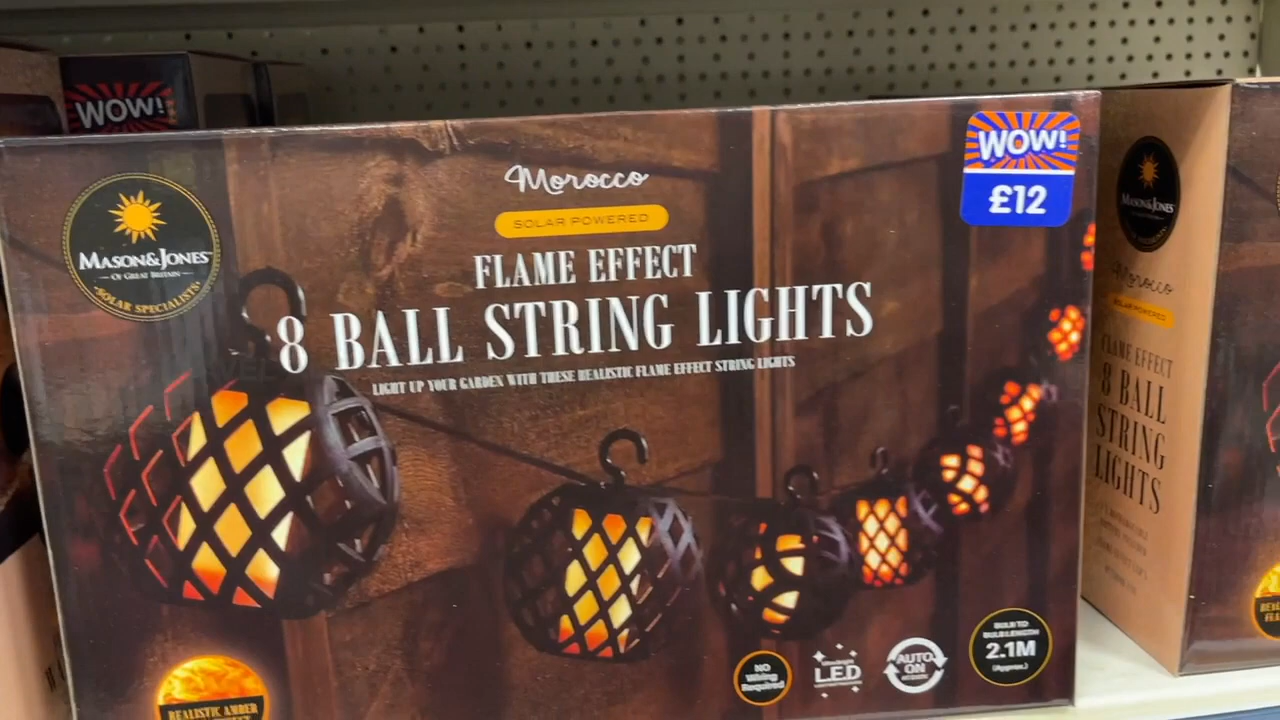 WOW!
MASON&JONES
OF GREAT BRITAIN
SOLAR SPECIALISTS
Morocco
SOLAR POWERED
FLAME EFFECT
8 BALL STRING LIGHTS
LIGHT UP YOUR GARDEN WITH THESE REALISTIC FLAME EFFECT STRING LIGHTS
WOW!
£12
REALISTIC AMBER
NO
Wiring
Required
LED
AUTO
ON
BULB TO
BULB LENGTH
2.1M
(Approx.)
MASON&JONES
Morocco
SOLAR POWERED
FLAME EFFECT
8 BALL
STRING
LIGHTS